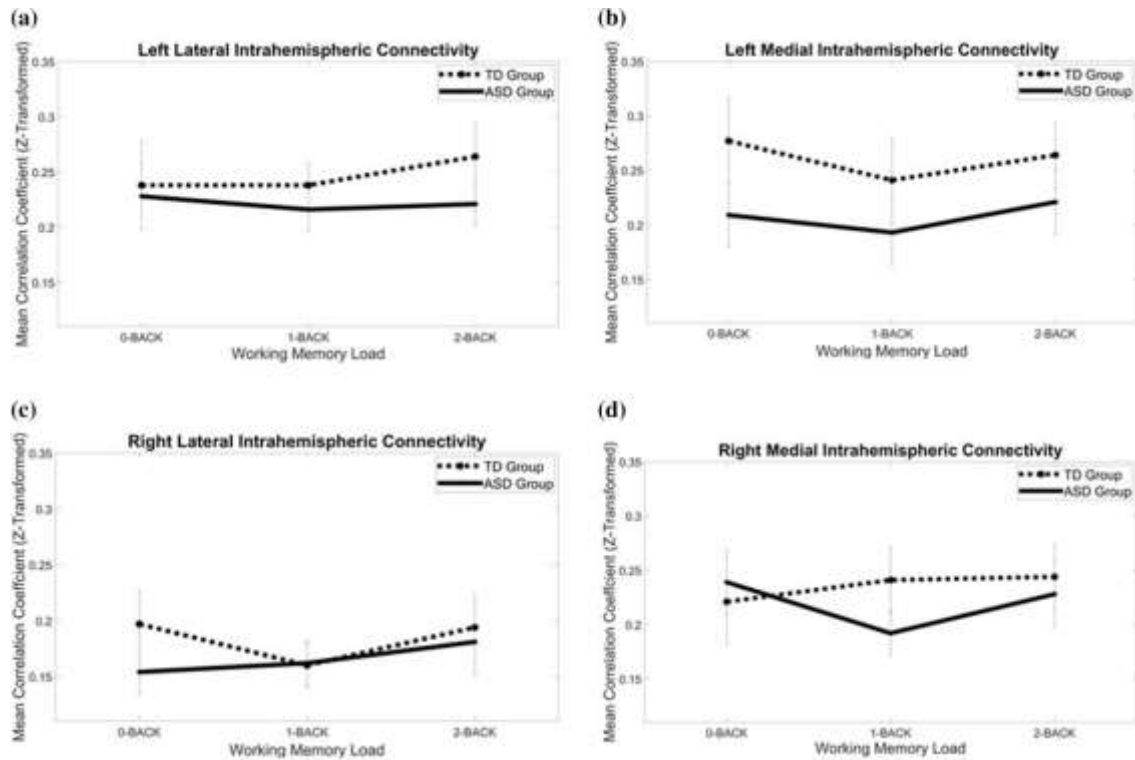 (a)
Left Lateral Intrahemispheric Connectivity
Mean Correlation Coeffcient (Z-Transformed)
0.35
0.3
0.25
0.2
0.15
TD Group
ASD Group
0-BACK 1-BACK 2-BACK
Working Memory Load
(b)
Left Medial Intrahemispheric Connectivity
Mean Correlation Coeffcient (Z-Transformed)
0.35
0.3
0.25
0.2
0.15
TD Group
ASD Group
0-BACK 1-BACK 2-BACK
Working Memory Load
(c)
Right Lateral Intrahemispheric Connectivity
Mean Correlation Coeffcient (Z-Transformed)
0.35
0.3
0.25
0.2
0.15
TD Group
ASD Group
0-BACK 1-BACK 2-BACK
Working Memory Load
(d)
Right Medial Intrahemispheric Connectivity
Mean Correlation Coeffcient (Z-Transformed)
0.35
0.3
0.25
0.2
0.15
TD Group
ASD Group
0-BACK 1-BACK 2-BACK
Working Memory Load